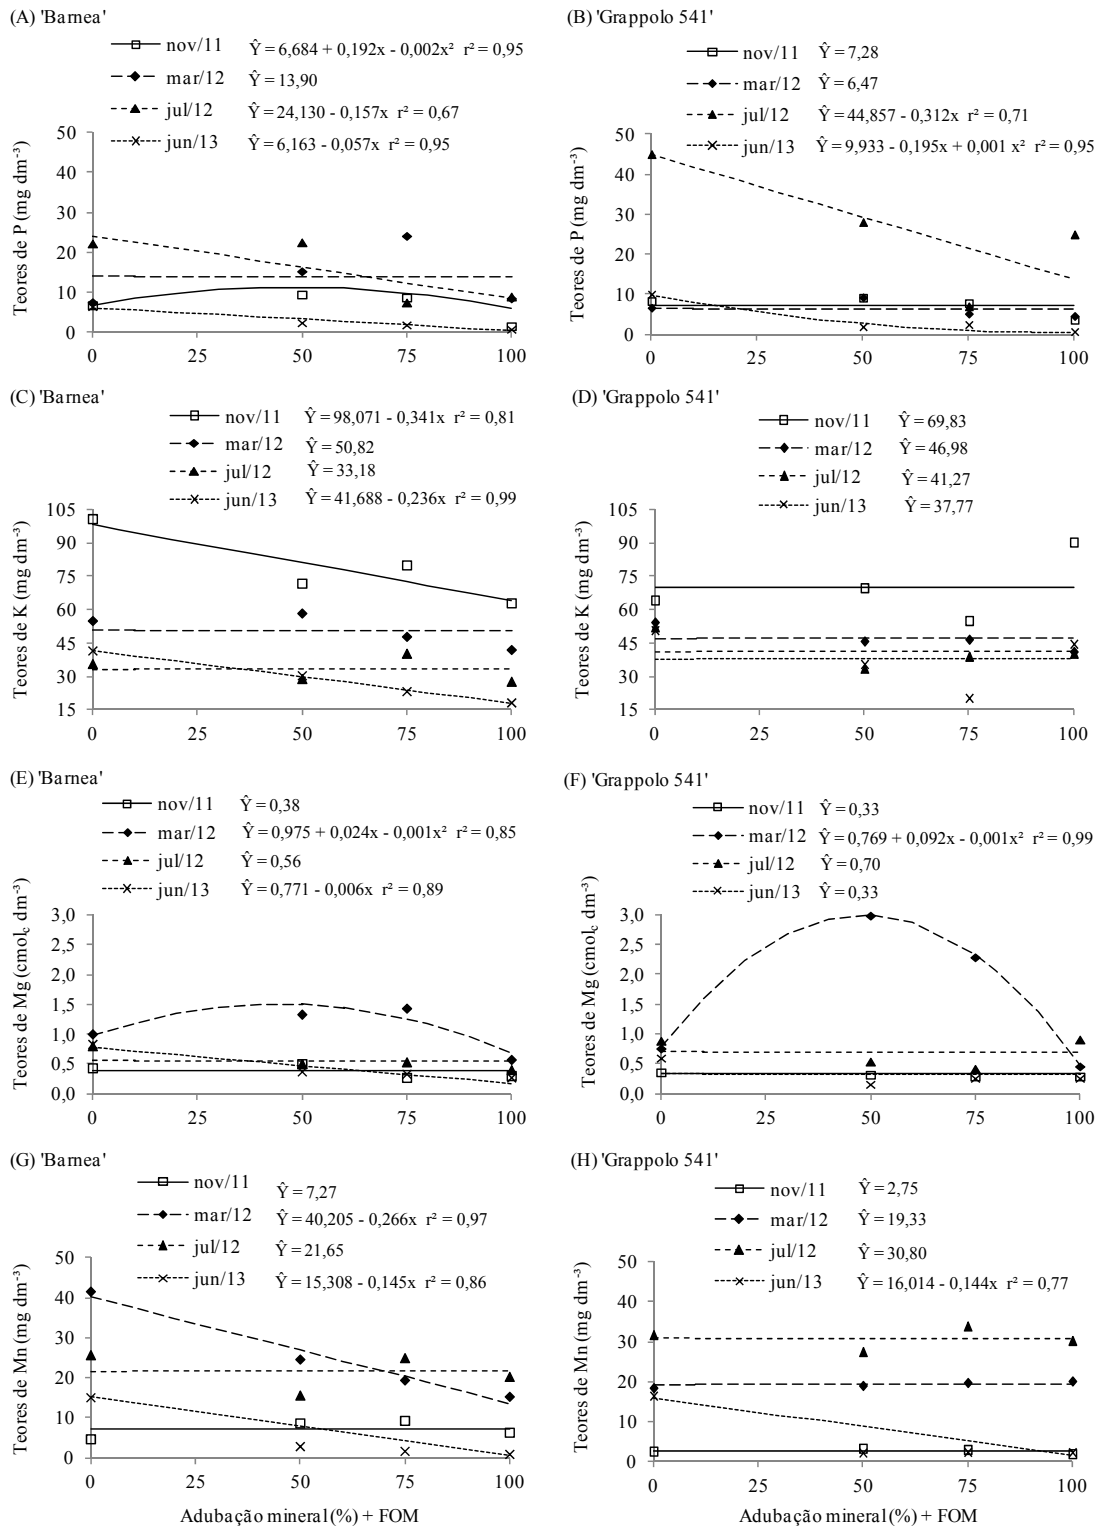 (A) 'Barnea'
nov/11 Ŷ = 6,684 + 0,192x - 0,002x² r² = 0,95
mar/12 Ŷ = 13,90
jul/12 Ŷ = 24,130 - 0,157x r² = 0,67
jun/13 Ŷ = 6,163 - 0,057x r² = 0,95
Teores de P (mg dm⁻³)
50
40
30
20
10
0
0 25 50 75 100
(B) 'Grappolo 541'
nov/11 Ŷ = 7,28
mar/12 Ŷ = 6,47
jul/12 Ŷ = 44,857 - 0,312x r² = 0,71
jun/13 Ŷ = 9,933 - 0,195x + 0,001 x² r² = 0,95
Teores de P (mg dm⁻³)
50
40
30
20
10
0
0 25 50 75 100
(C) 'Barnea'
nov/11 Ŷ = 98,071 - 0,341x r² = 0,81
mar/12 Ŷ = 50,82
jul/12 Ŷ = 33,18
jun/13 Ŷ = 41,688 - 0,236x r² = 0,99
Teores de K (mg dm⁻³)
105
90
75
60
45
30
15
0 25 50 75 100
(D) 'Grappolo 541'
nov/11 Ŷ = 69,83
mar/12 Ŷ = 46,98
jul/12 Ŷ = 41,27
jun/13 Ŷ = 37,77
Teores de K (mg dm⁻³)
105
90
75
60
45
30
15
0 25 50 75 100
(E) 'Barnea'
nov/11 Ŷ = 0,38
mar/12 Ŷ = 0,975 + 0,024x - 0,001x² r² = 0,85
jul/12 Ŷ = 0,56
jun/13 Ŷ = 0,771 - 0,006x r² = 0,89
Teores de Mg (cmol꜀ dm⁻³)
3,0
2,5
2,0
1,5
1,0
0,5
0,0
0 25 50 75 100
(F) 'Grappolo 541'
nov/11 Ŷ = 0,33
mar/12 Ŷ = 0,769 + 0,092x - 0,001x² r² = 0,99
jul/12 Ŷ = 0,70
jun/13 Ŷ = 0,33
Teores de Mg (cmol꜀ dm⁻³)
3,0
2,5
2,0
1,5
1,0
0,5
0,0
0 25 50 75 100
(G) 'Barnea'
nov/11 Ŷ = 7,27
mar/12 Ŷ = 40,205 - 0,266x r² = 0,97
jul/12 Ŷ = 21,65
jun/13 Ŷ = 15,308 - 0,145x r² = 0,86
Teores de Mn (mg dm⁻³)
50
40
30
20
10
0
0 25 50 75 100
Adubação mineral (%) + FOM
(H) 'Grappolo 541'
nov/11 Ŷ = 2,75
mar/12 Ŷ = 19,33
jul/12 Ŷ = 30,80
jun/13 Ŷ = 16,014 - 0,144x r² = 0,77
Teores de Mn (mg dm⁻³)
50
40
30
20
10
0
0 25 50 75 100
Adubação mineral (%) + FOM